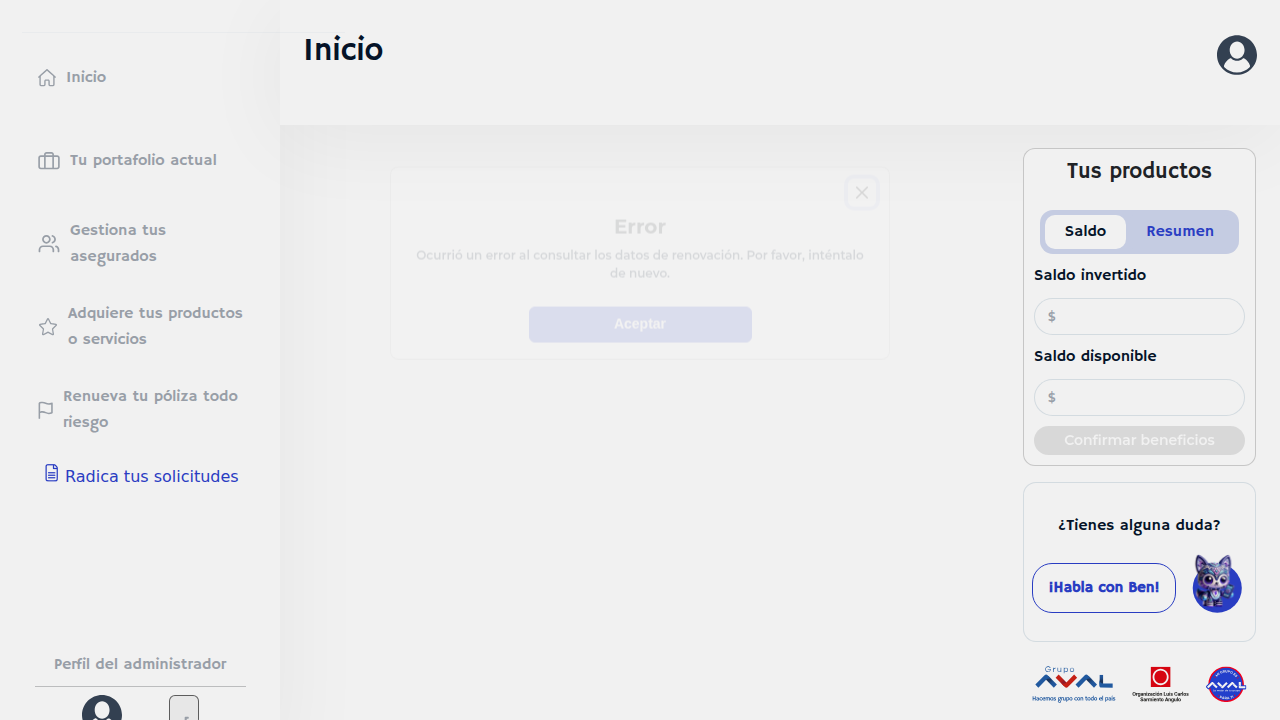 Inicio
Inicio
Tu portafolio actual
Gestiona tus
asegurados
Adquiere tus productos
o servicios
Renueva tu póliza todo
riesgo
Radica tus solicitudes
Perfil del administrador
Error
Ocurrió un error al consultar los datos de renovación. Por favor, inténtalo
de nuevo.
Aceptar
Tus productos
Saldo
Resumen
Saldo invertido
$
Saldo disponible
$
Confirmar beneficios
¿Tienes alguna duda?
¡Habla con Ben!
Grupo
AVAL
Hacemos grupo con todo el país
Organización Luis Carlos
Sarmiento Angulo
AVAL